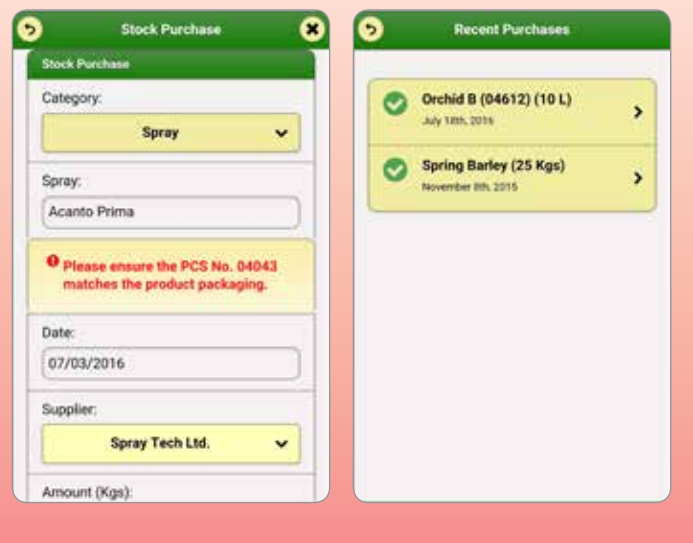 Stock Purchase
Stock Purchase
Category:
Spray
Spray:
Acanto Prima
Please ensure the PCS No. 04043
matches the product packaging.
Date:
07/03/2016
Supplier:
Spray Tech Ltd.
Amount (Kgs):
Recent Purchases
Orchid B (04612) (10 L)
July 18th, 2016
Spring Barley (25 Kgs)
November 8th, 2015